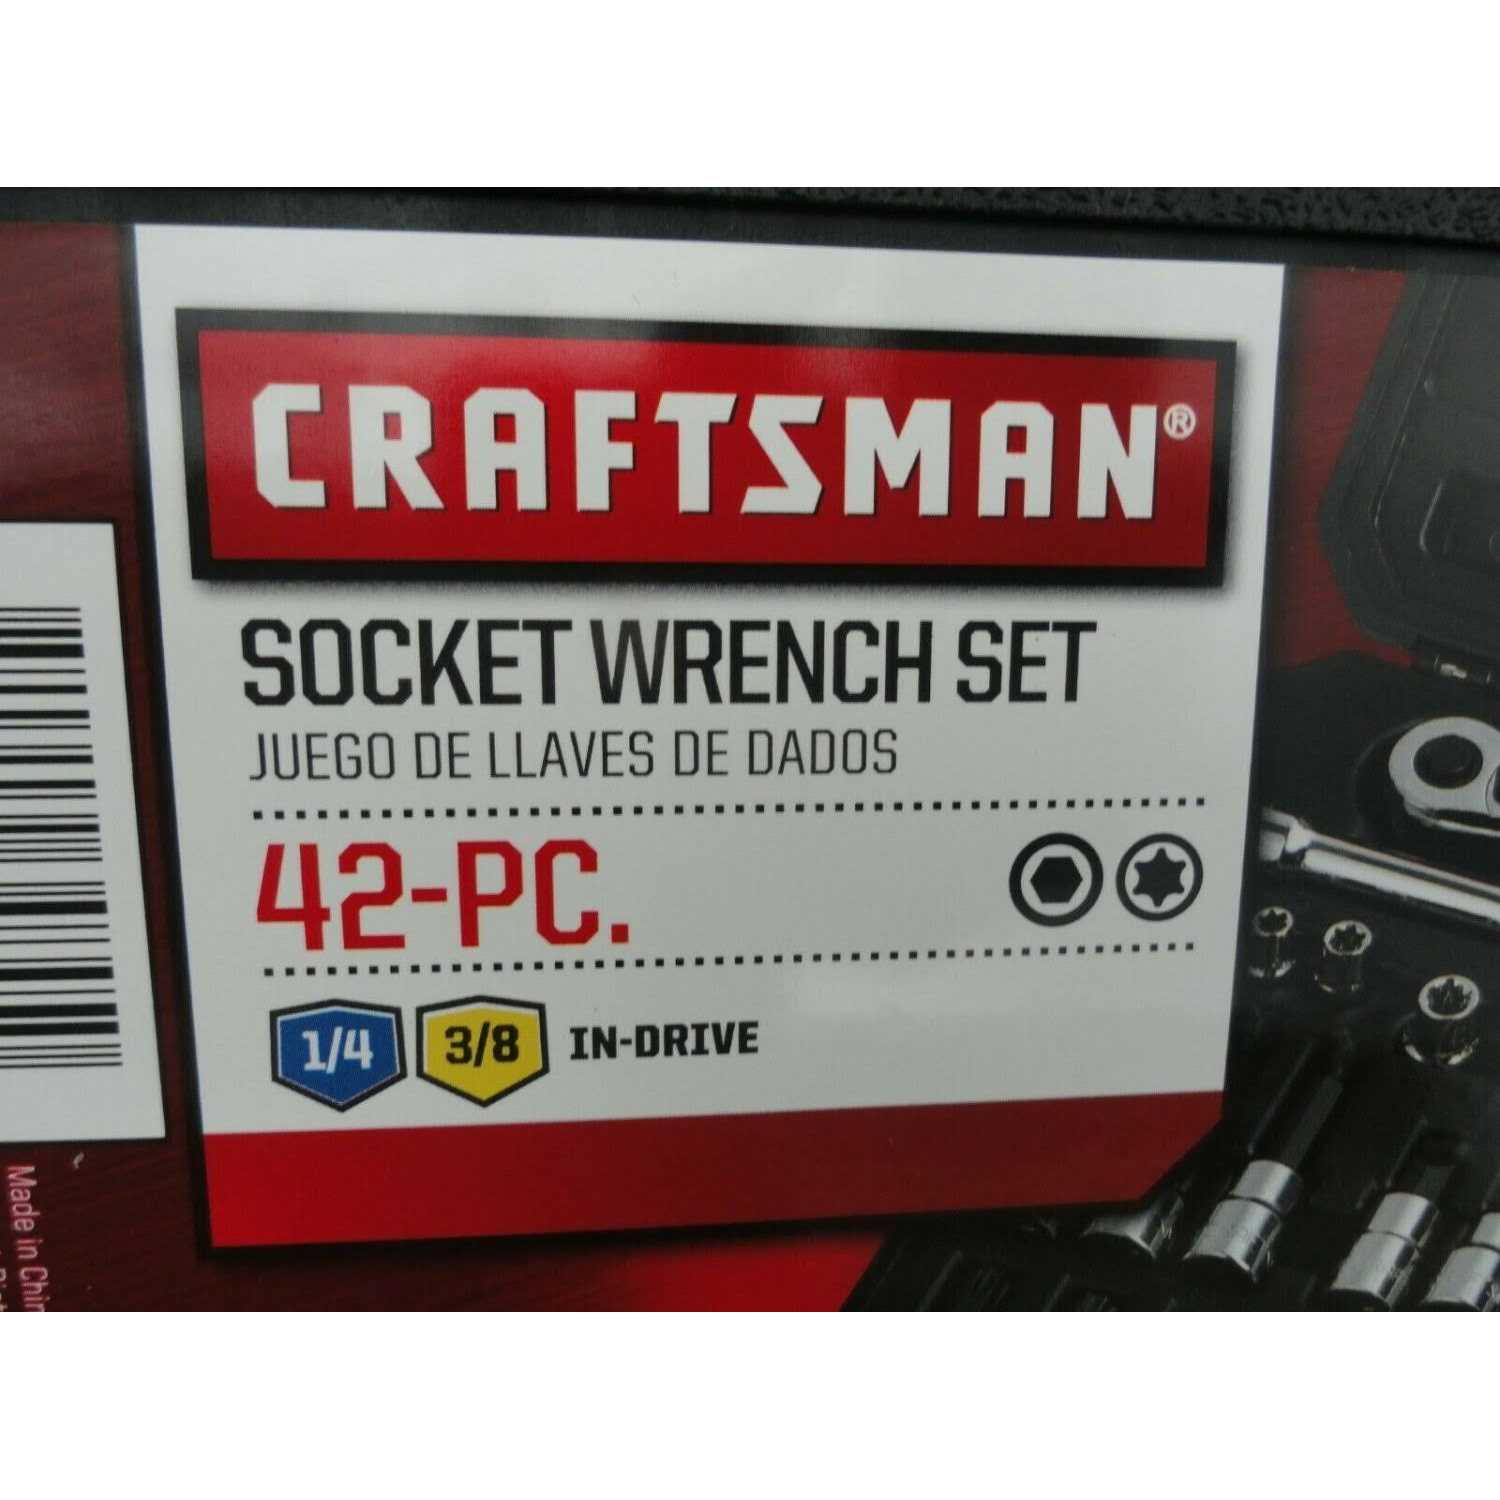 CRAFTSMAN®
SOCKET WRENCH SET
JUEGO DE LLAVES DE DADOS
42-PC.
1/4 3/8 IN-DRIVE
Made in